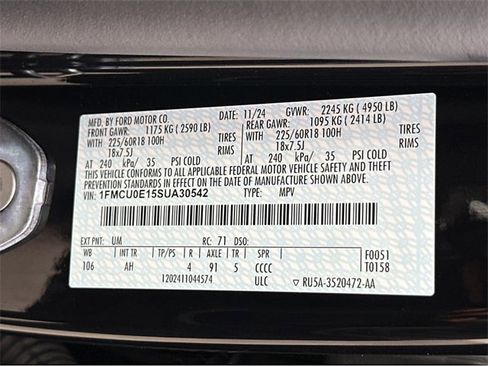 MFD. BY FORD MOTOR CO. 11/24 GVWR: 2245 KG ( 4950 LB)
FRONT GAWR: 1175 KG ( 2590 LB) REAR GAWR: 1095 KG ( 2414 LB)
WITH 225/60R18 100H TIRES WITH 225/60R18 100H TIRES
18x7.5J RIMS 18x7.5J RIMS
AT 240 kPa/ 35 PSI COLD AT 240 kPa/ 35 PSI COLD
THIS VEHICLE CONFORMS TO ALL APPLICABLE FEDERAL MOTOR VEHICLE SAFETY AND THEFT
PREVENTION STANDARDS IN EFFECT ON THE DATE OF MANUFACTURE SHOWN ABOVE.
VIN: 1FMCU0E15SUA30542 TYPE: MPV
EXT PNT: UM RC: 71 DSO:
WB INT TR TP/PS R AXLE TR SPR F0051
106 AH 4 91 5 CCCC T0158
1202411044574 ULC RU5A-3520472-AA